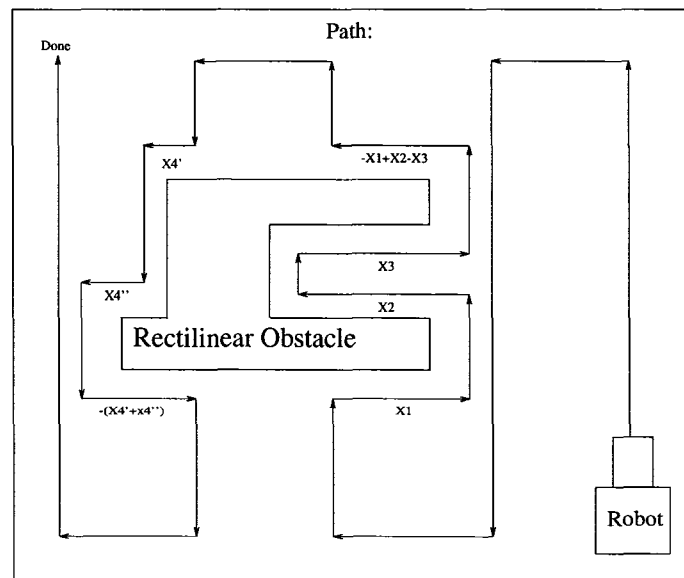 Path:
Done
X4'
-X1+X2-X3
X3
X4''
X2
Rectilinear Obstacle
-(X4'+x4'')
X1
Robot